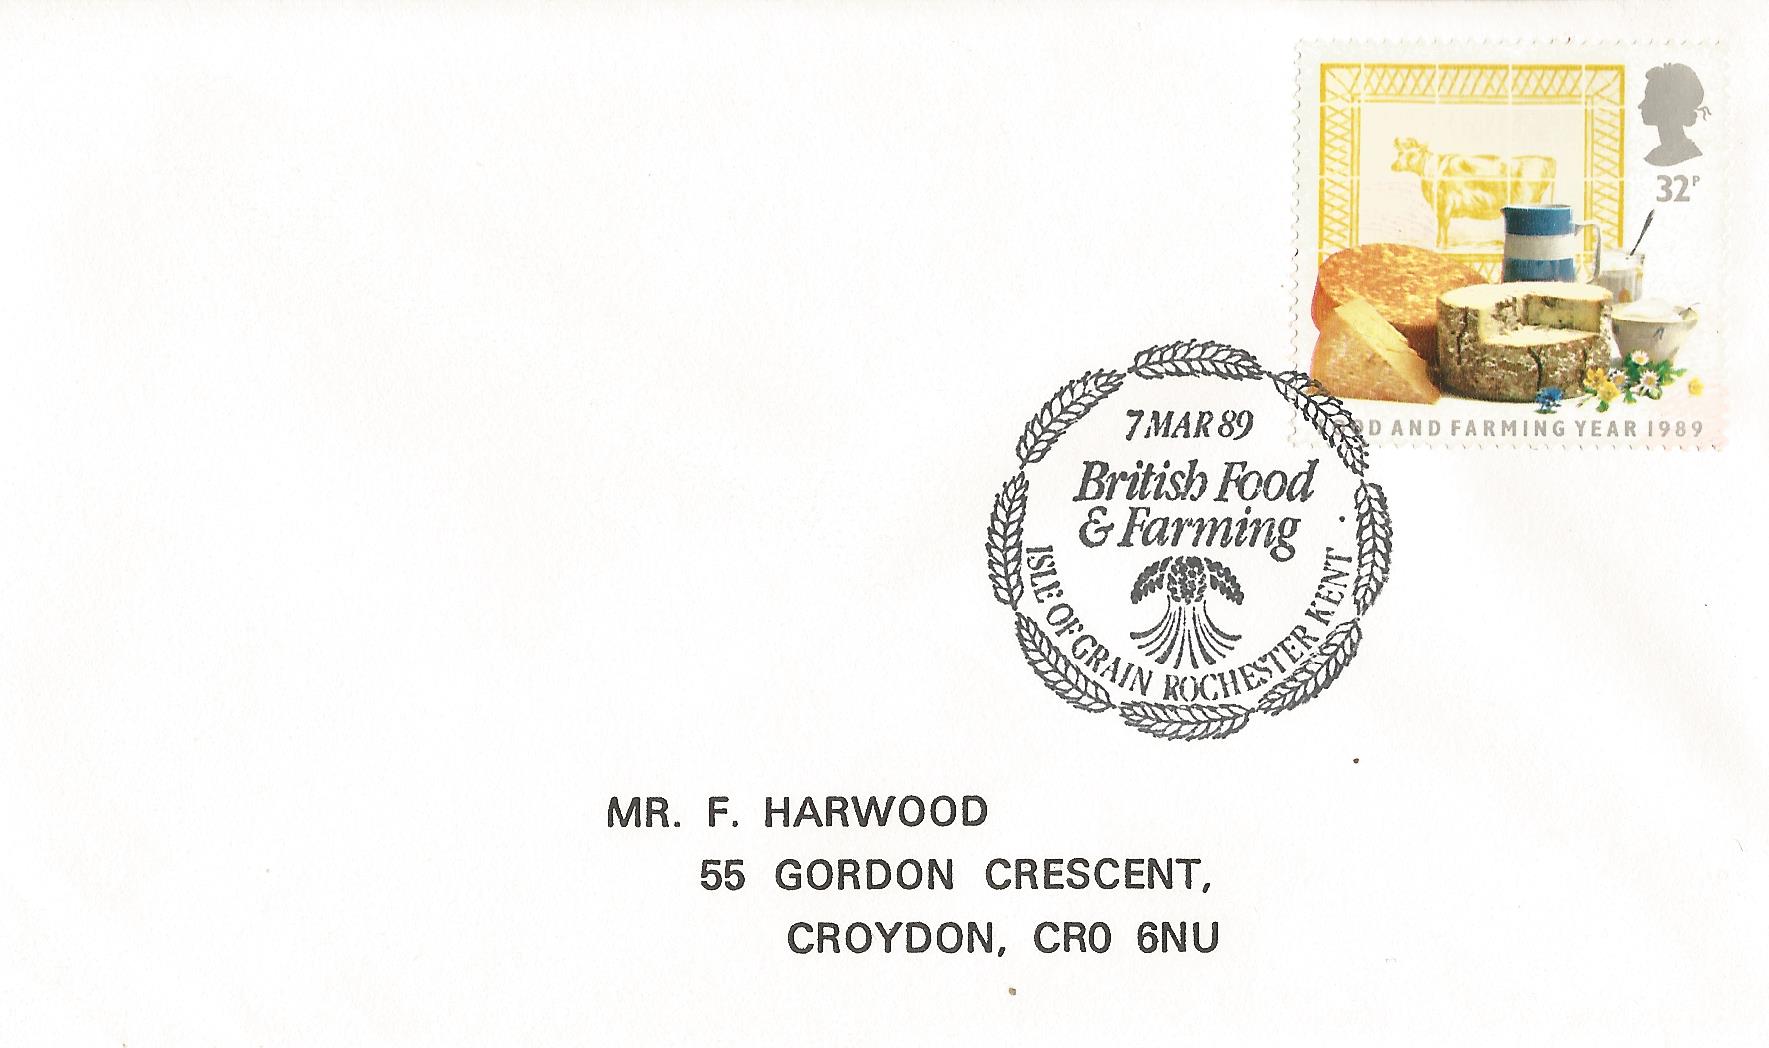 32P
OD AND FARMING YEAR 1989
7 MAR 89
British Food
& Farming
ISLE OF GRAIN ROCHESTER KENT
MR. F. HARWOOD
55 GORDON CRESCENT,
CROYDON, CR0 6NU